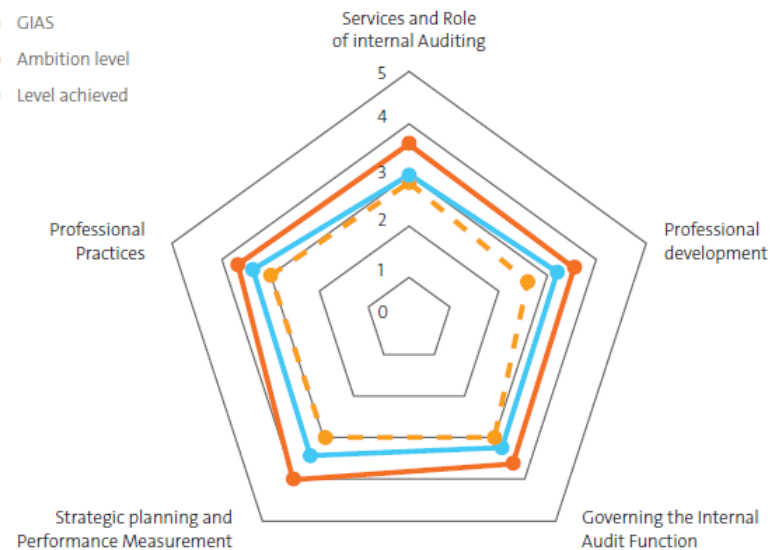 Services and Role
of internal Auditing
GIAS
Ambition level
Level achieved
5
4
3
2
1
0
Professional
Practices
Professional
development
Strategic planning and
Performance Measurement
Governing the Internal
Audit Function